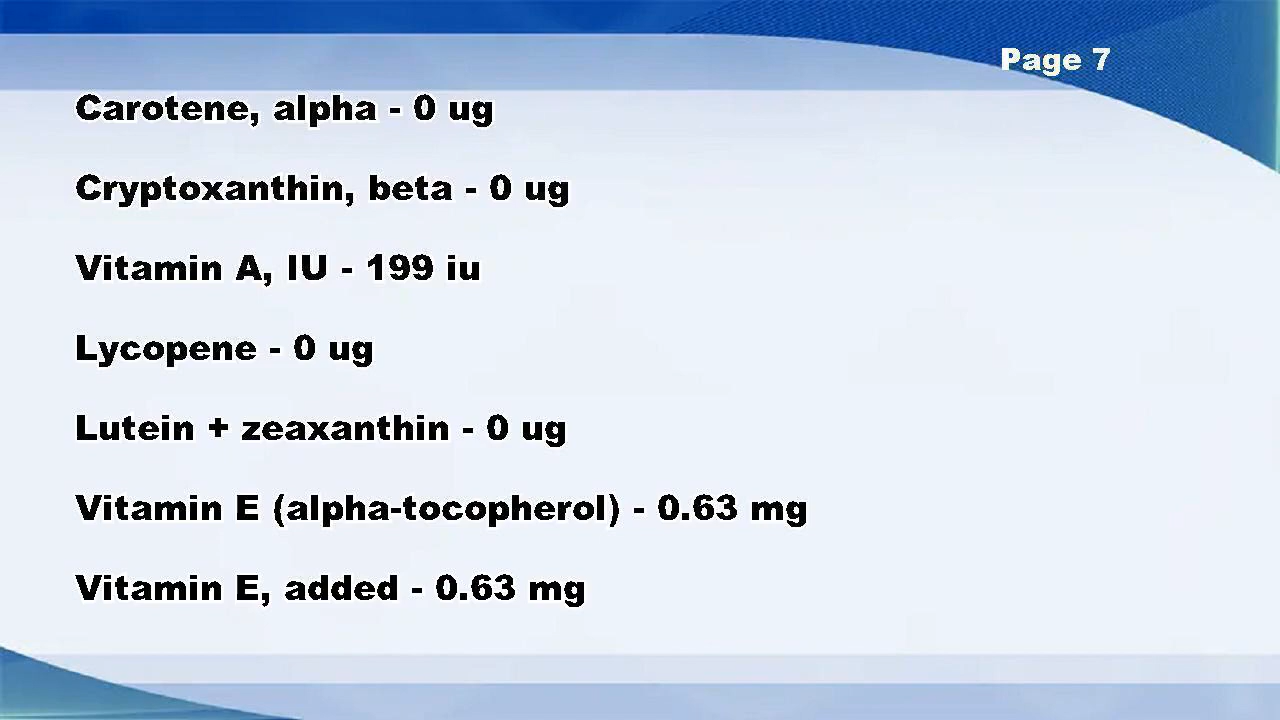 Page 7
Carotene, alpha - 0 ug
Cryptoxanthin, beta - 0 ug
Vitamin A, IU - 199 iu
Lycopene - 0 ug
Lutein + zeaxanthin - 0 ug
Vitamin E (alpha-tocopherol) - 0.63 mg
Vitamin E, added - 0.63 mg